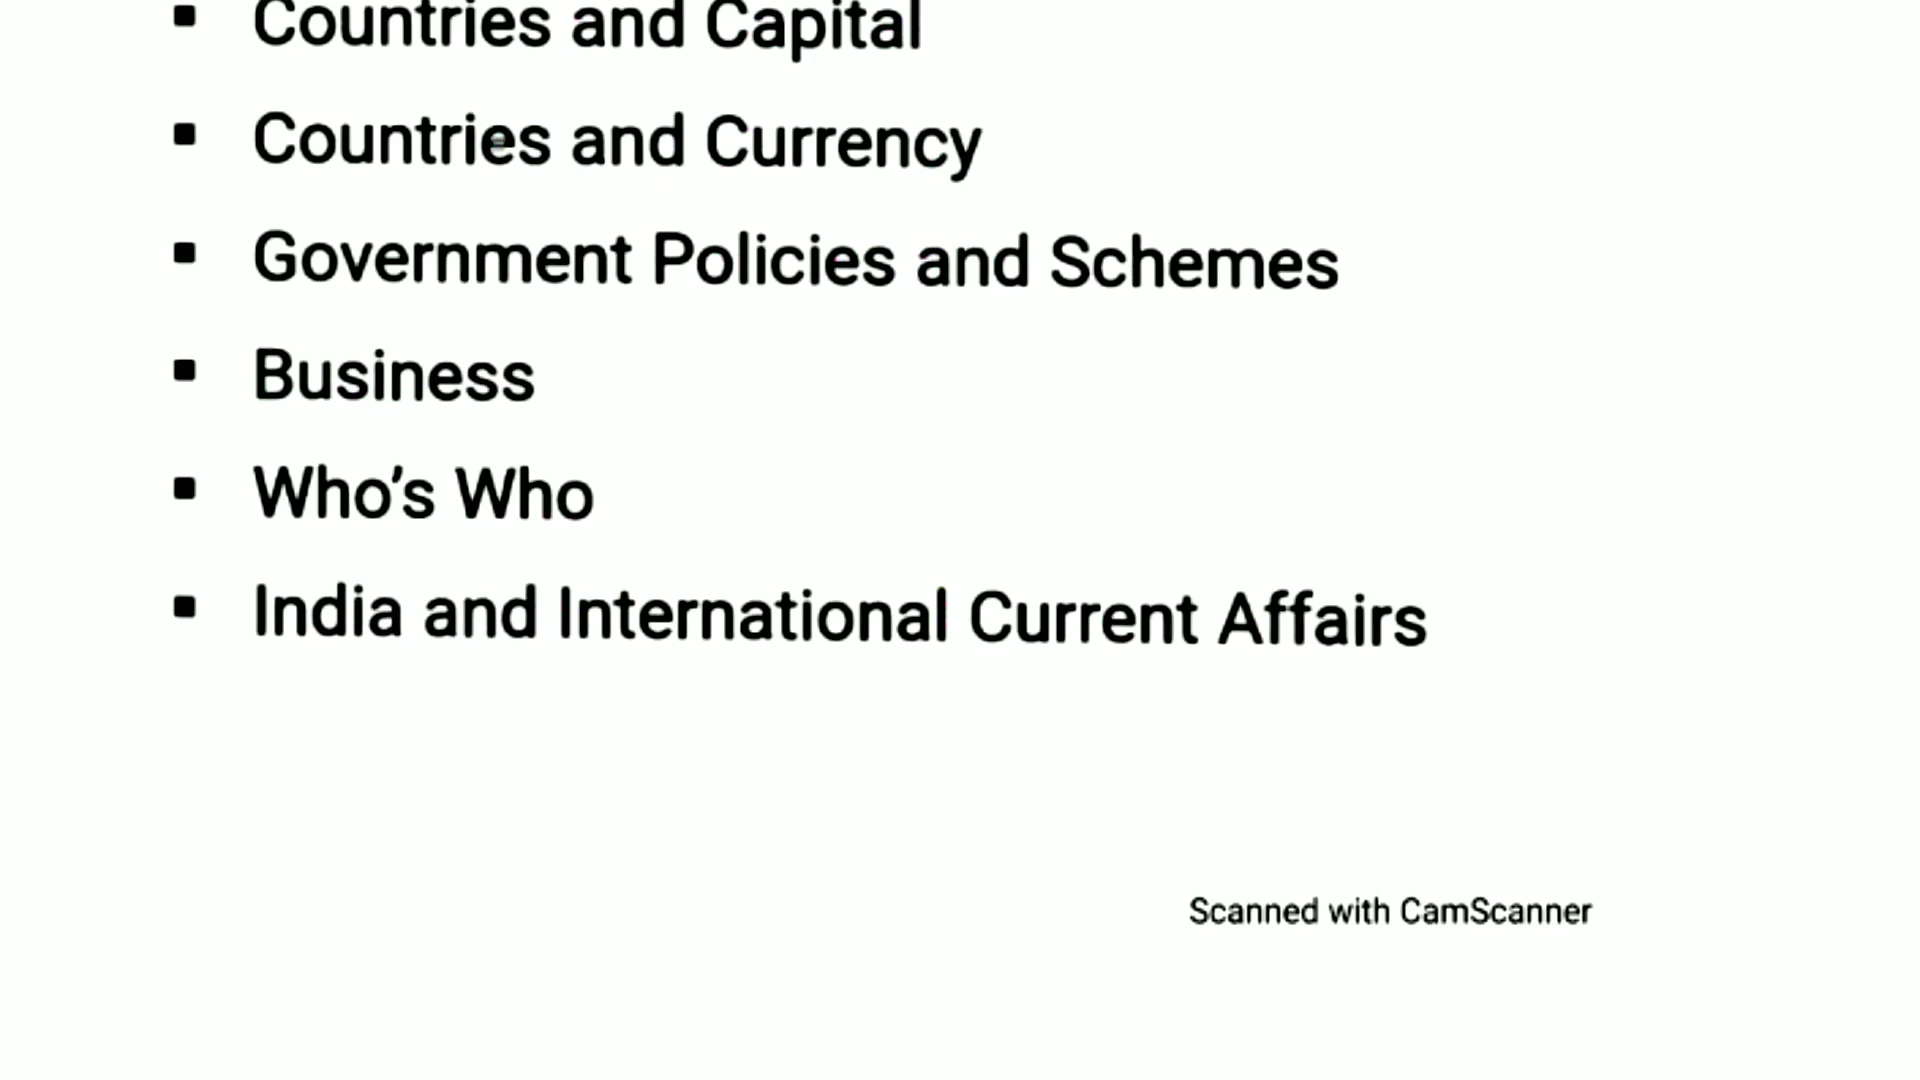 ▪ Countries and Capital
▪ Countries and Currency
▪ Government Policies and Schemes
▪ Business
▪ Who's Who
▪ India and International Current Affairs
Scanned with CamScanner